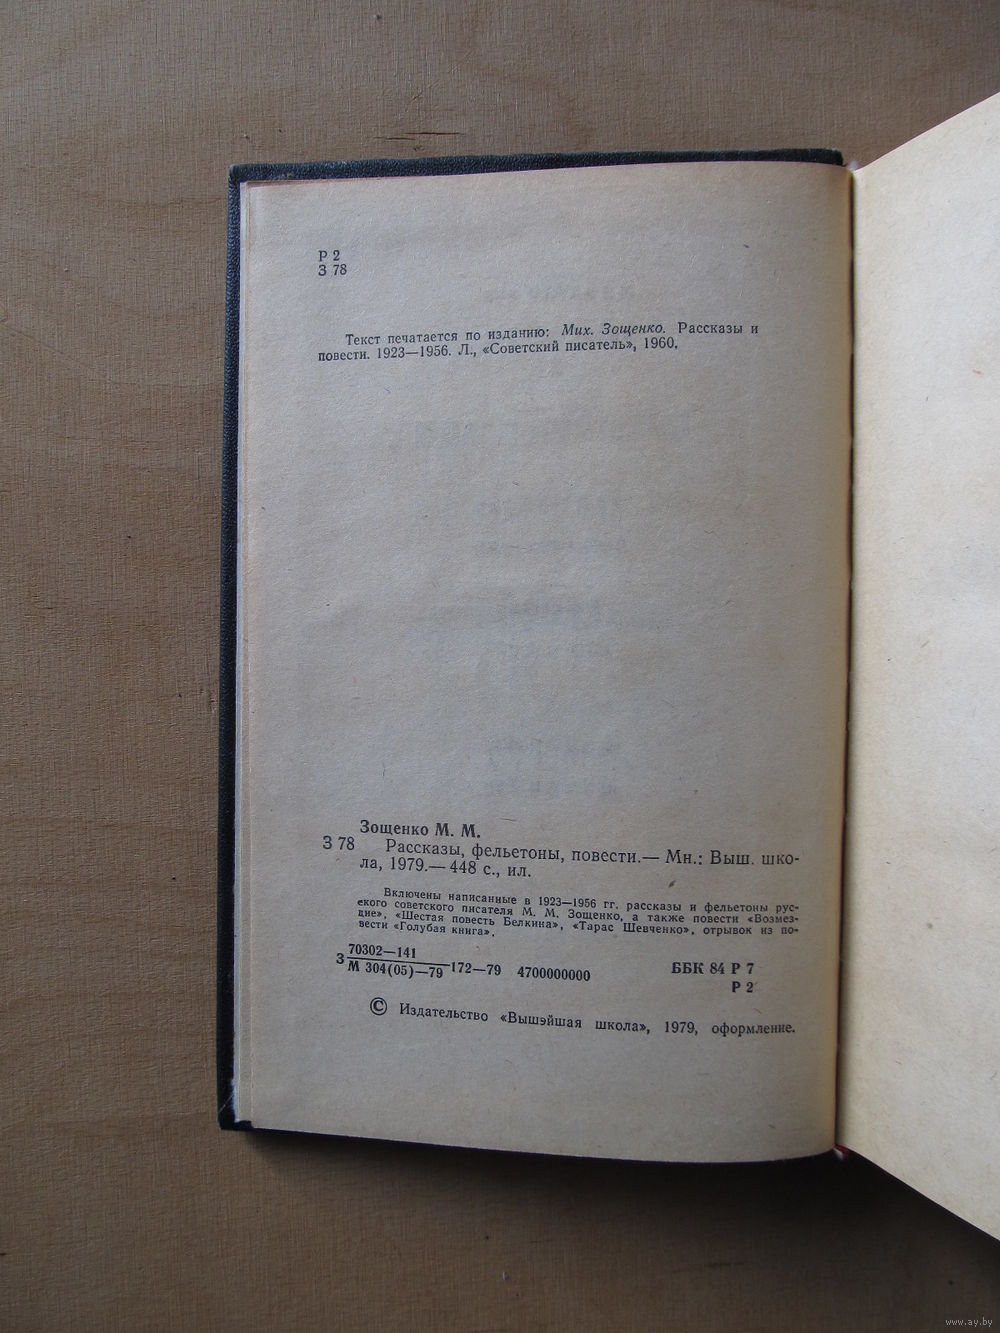 Р 2
З 78
Текст печатается по изданию: Мих. Зощенко. Рассказы и
повести. 1923—1956. Л., «Советский писатель», 1960.
Зощенко М. М.
З 78 Рассказы, фельетоны, повести.— Мн.: Выш. шко-
ла, 1979.— 448 с., ил.
Включены написанные в 1923—1956 гг. рассказы и фельетоны рус-
ского советского писателя М. М. Зощенко, а также повести «Возмез-
дие», «Шестая повесть Белкина», «Тарас Шевченко», отрывок из по-
вести «Голубая книга».
70302—141
З 172—79 4700000000 ББК 84 Р 7
М 304(05)—79
Р 2
© Издательство «Вышэйшая школа», 1979, оформление.
www.ay.by